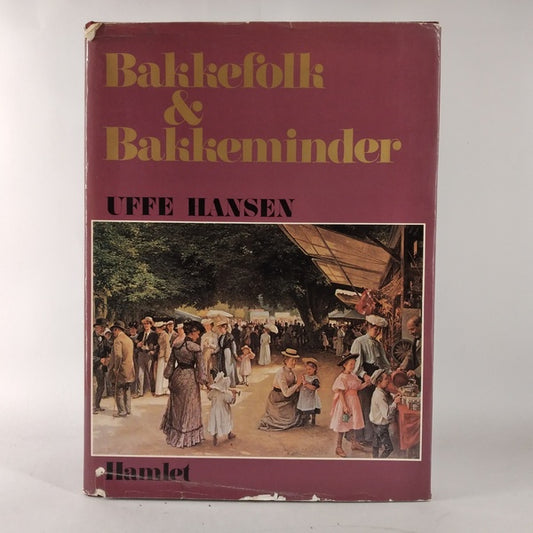 Bakkefolk
&
Bakkeminder
UFFE HANSEN
Hamlet